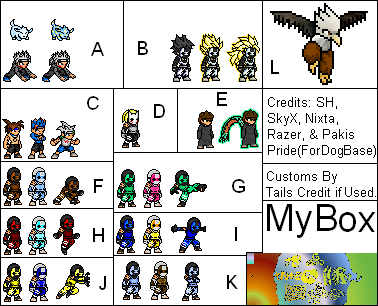 A
B
L
C
D
E
Credits: SH,
SkyX, Nixta,
Razer, & Pakis
Pride(ForDogBase)
F
G
Customs By
Tails Credit if Used.
H
I
MyBox
J
K